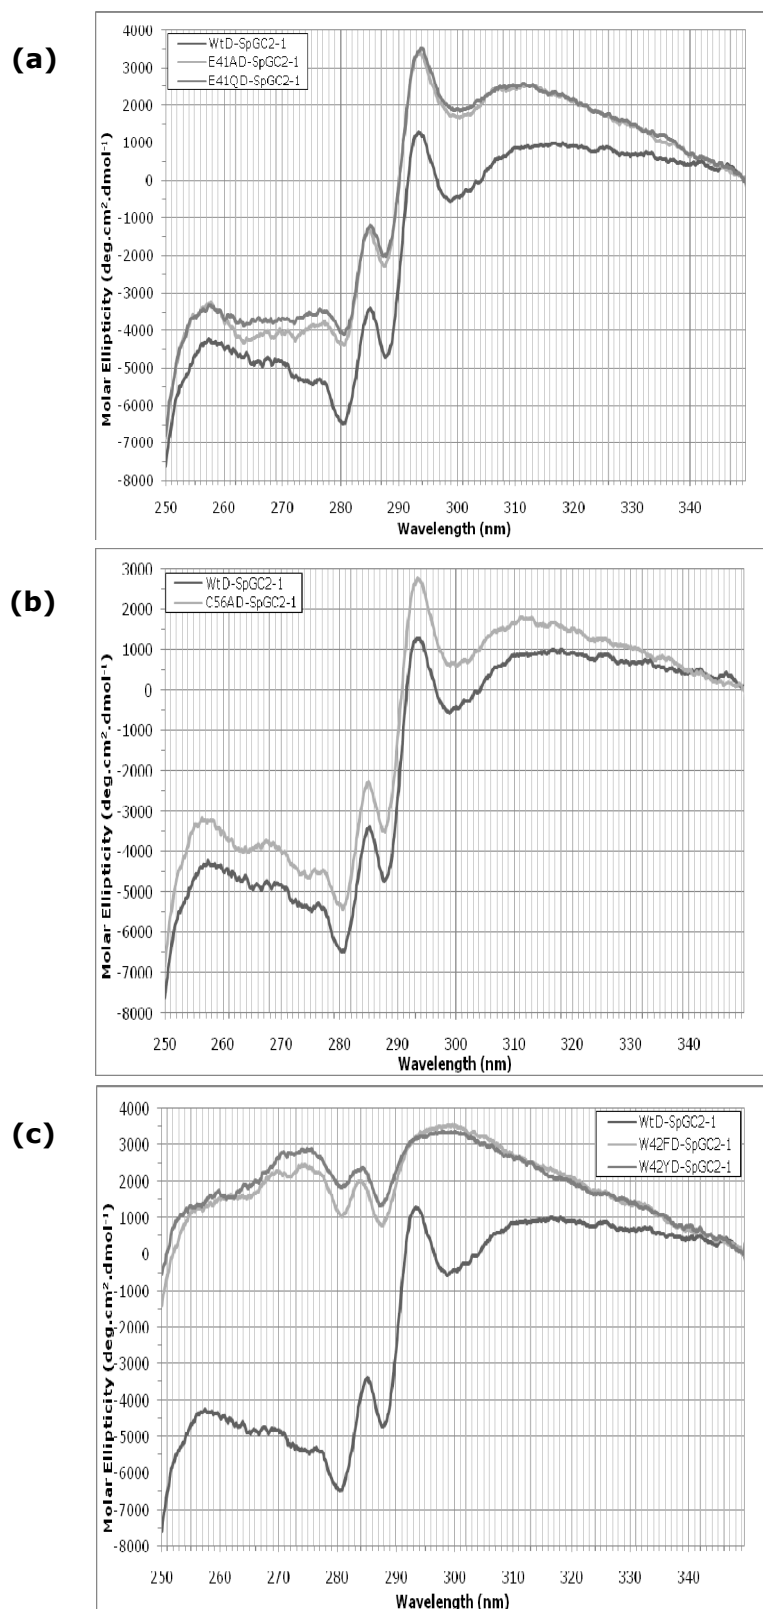 (a)
WtD-SpGC2-1
E41AD-SpGC2-1
E41QD-SpGC2-1
Molar Ellipticity (deg.cm².dmol⁻¹)
4000
3000
2000
1000
0
-1000
-2000
-3000
-4000
-5000
-6000
-7000
-8000
250 260 270 280 290 300 310 320 330 340
Wavelength (nm)
(b)
WtD-SpGC2-1
C56AD-SpGC2-1
Molar Ellipticity (deg.cm².dmol⁻¹)
3000
2000
1000
0
-1000
-2000
-3000
-4000
-5000
-6000
-7000
-8000
250 260 270 280 290 300 310 320 330 340
Wavelength (nm)
(c)
WtD-SpGC2-1
W42FD-SpGC2-1
W42YD-SpGC2-1
Molar Ellipticity (deg.cm².dmol⁻¹)
4000
3000
2000
1000
0
-1000
-2000
-3000
-4000
-5000
-6000
-7000
-8000
250 260 270 280 290 300 310 320 330 340
Wavelength (nm)